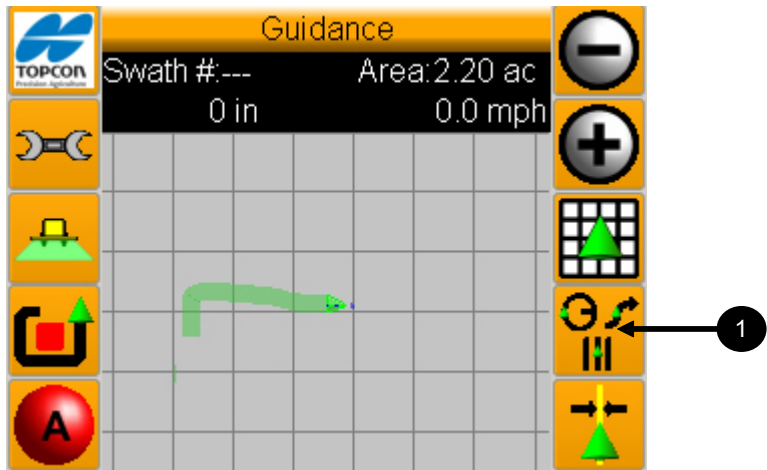 Guidance
TOPCON
Precision Agriculture
Swath #:--- Area:2.20 ac
0 in 0.0 mph
A
1